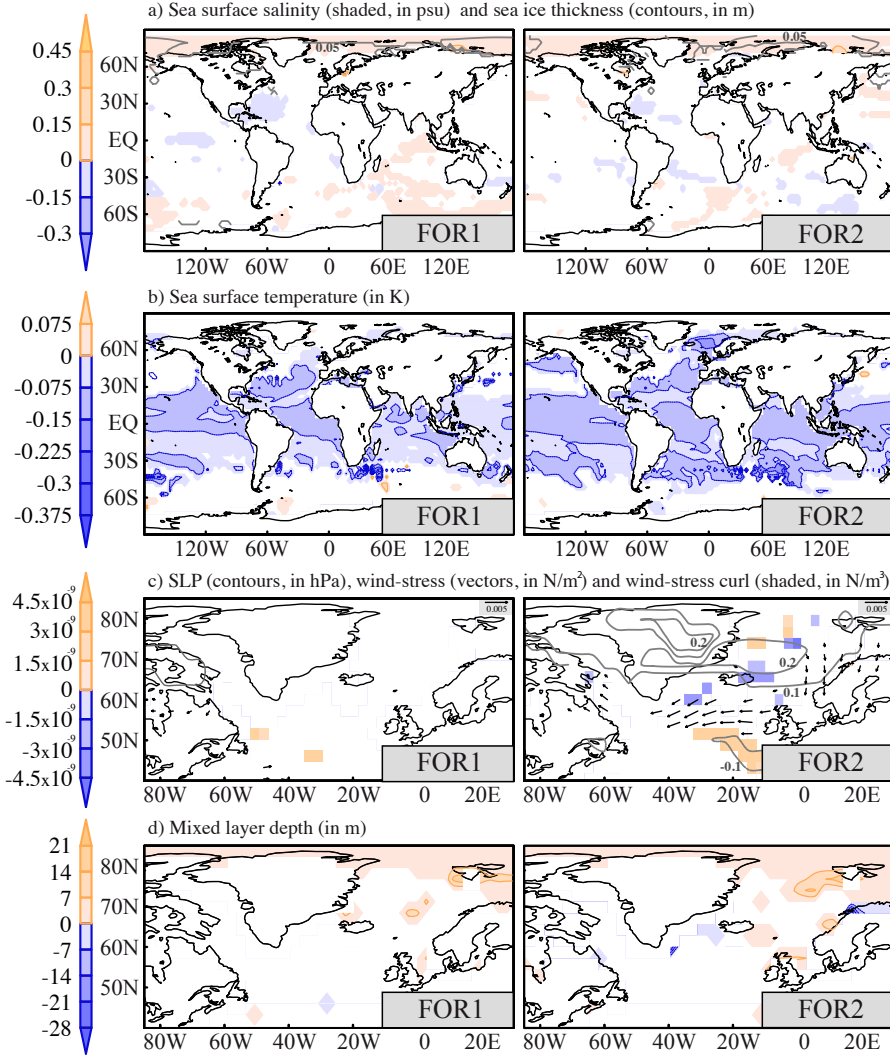 a) Sea surface salinity (shaded, in psu) and sea ice thickness (contours, in m)
0.45
0.3
0.15
0
-0.15
-0.3
60N
30N
EQ
30S
60S
0.05
FOR1
0.05
FOR2
120W 60W 0 60E 120E
120W 60W 0 60E 120E
b) Sea surface temperature (in K)
0.075
0
-0.075
-0.15
-0.225
-0.3
-0.375
60N
30N
EQ
30S
60S
FOR1
FOR2
120W 60W 0 60E 120E
120W 60W 0 60E 120E
c) SLP (contours, in hPa), wind-stress (vectors, in N/m²) and wind-stress curl (shaded, in N/m³)
4.5x10⁻⁹
3x10⁻⁹
1.5x10⁻⁹
0
-1.5x10⁻⁹
-3x10⁻⁹
-4.5x10⁻⁹
80N
70N
60N
50N
0.005
FOR1
0.005
0.2
0.2
0.1
-0.1
FOR2
80W 60W 40W 20W 0 20E
80W 60W 40W 20W 0 20E
d) Mixed layer depth (in m)
21
14
7
0
-7
-14
-21
-28
80N
70N
60N
50N
FOR1
FOR2
80W 60W 40W 20W 0 20E
80W 60W 40W 20W 0 20E